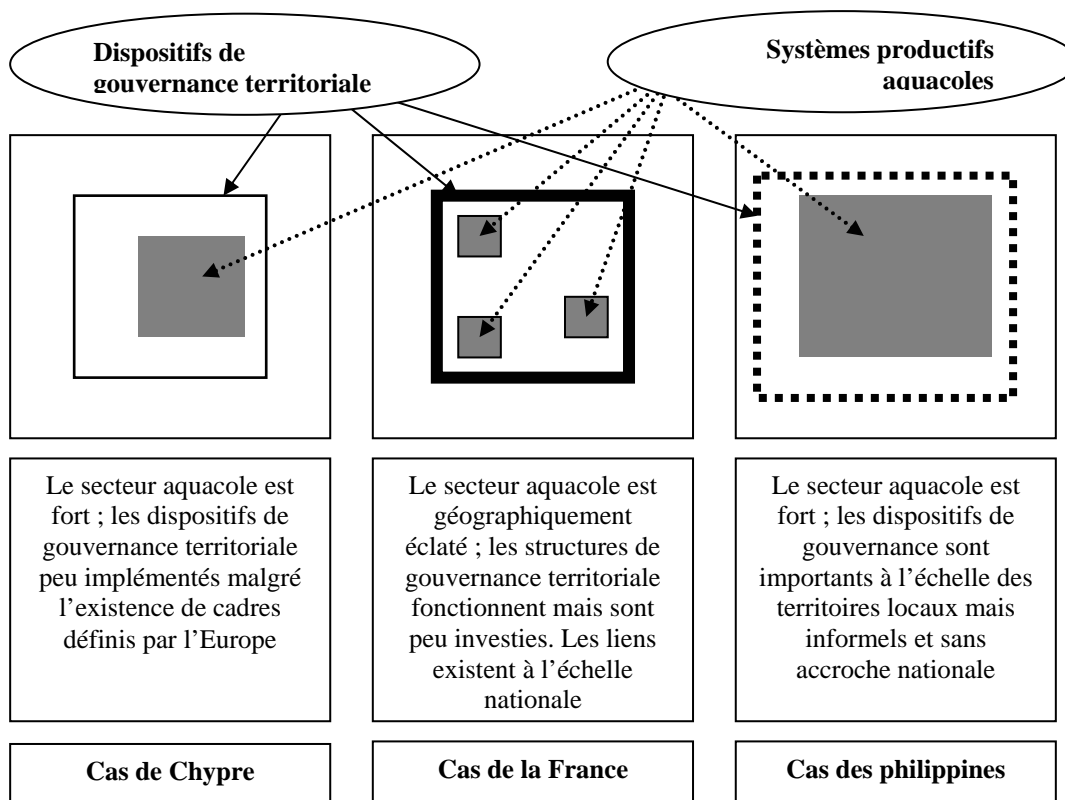 Dispositifs de
gouvernance territoriale
Systèmes productifs
aquacoles
Le secteur aquacole est
fort ; les dispositifs de
gouvernance territoriale
peu implémentés malgré
l’existence de cadres
définis par l’Europe
Le secteur aquacole est
géographiquement
éclaté ; les structures de
gouvernance territoriale
fonctionnent mais sont
peu investies. Les liens
existent à l’échelle
nationale
Le secteur aquacole est
fort ; les dispositifs de
gouvernance sont
importants à l’échelle des
territoires locaux mais
informels et sans
accroche nationale
Cas de Chypre
Cas de la France
Cas des philippines